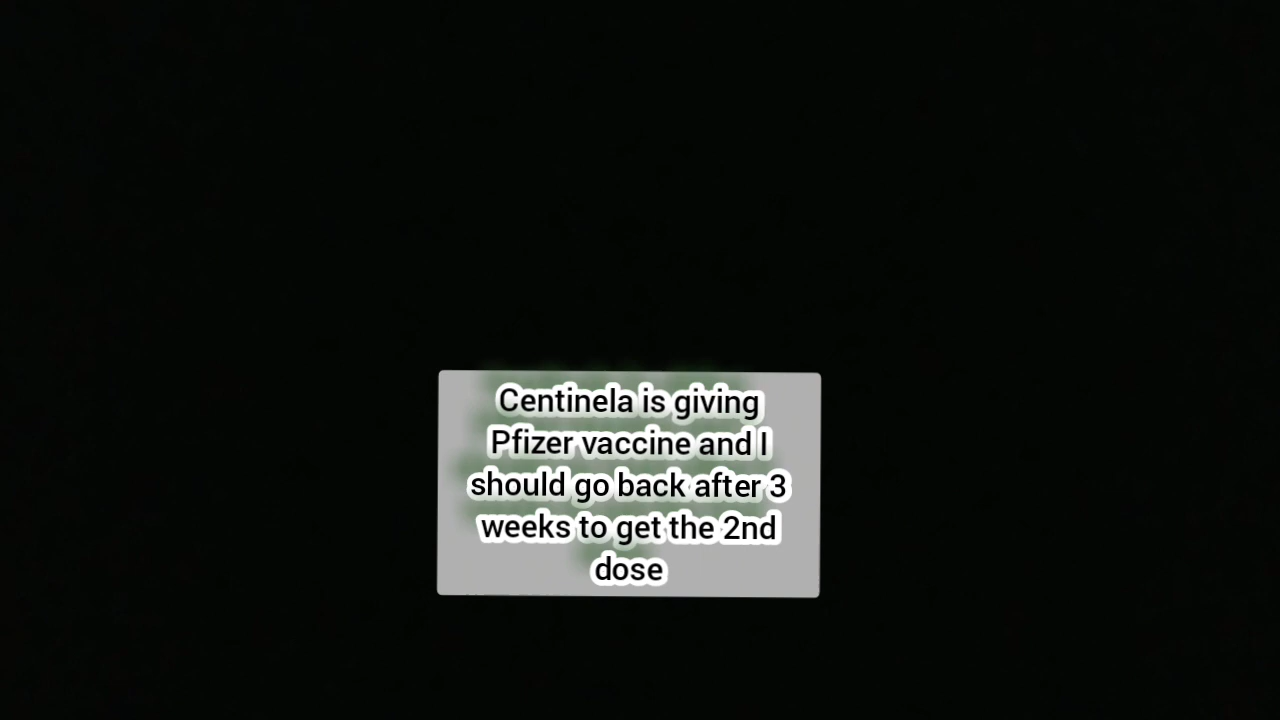 Centinela is giving
Pfizer vaccine and I
should go back after 3
weeks to get the 2nd
dose